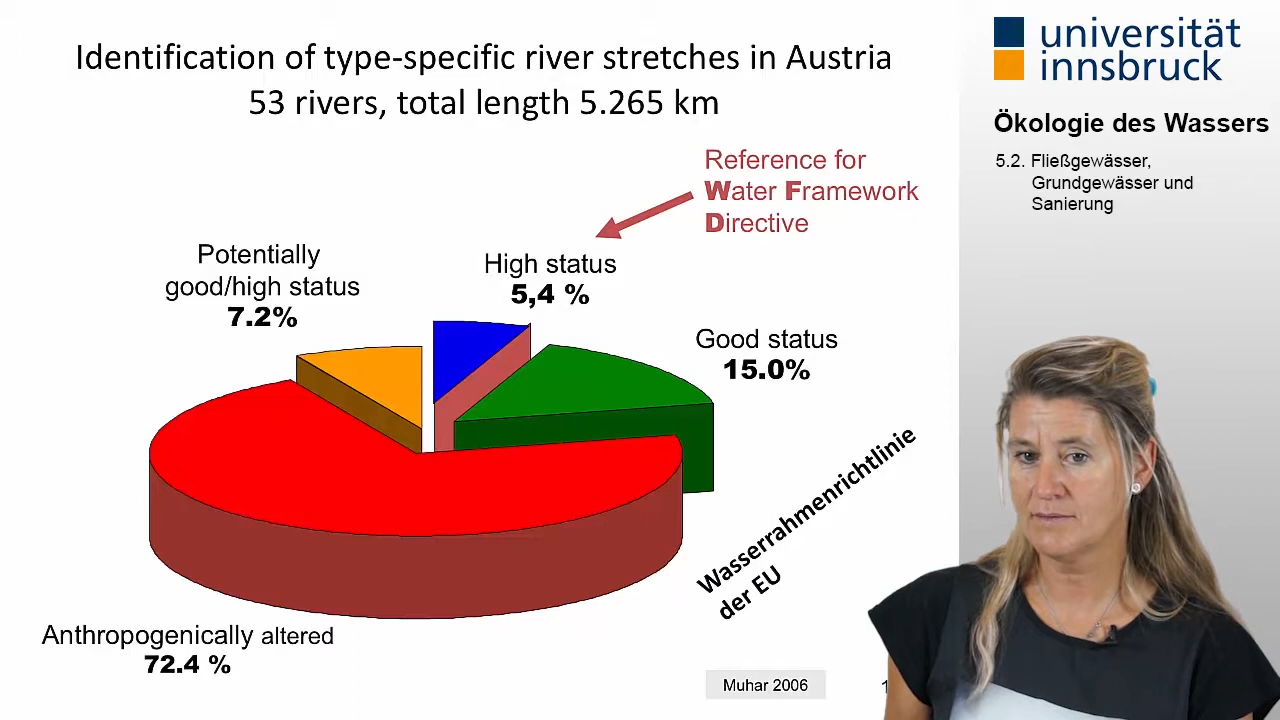 Identification of type-specific river stretches in Austria
53 rivers, total length 5.265 km
Reference for
Water Framework
Directive
Potentially
good/high status
7.2%
High status
5,4 %
Good status
15.0%
Wasserrahmenrichtlinie
der EU
Anthropogenically altered
72.4 %
Muhar 2006
universität
innsbruck
Ökologie des Wassers
5.2. Fließgewässer,
Grundgewässer und
Sanierung